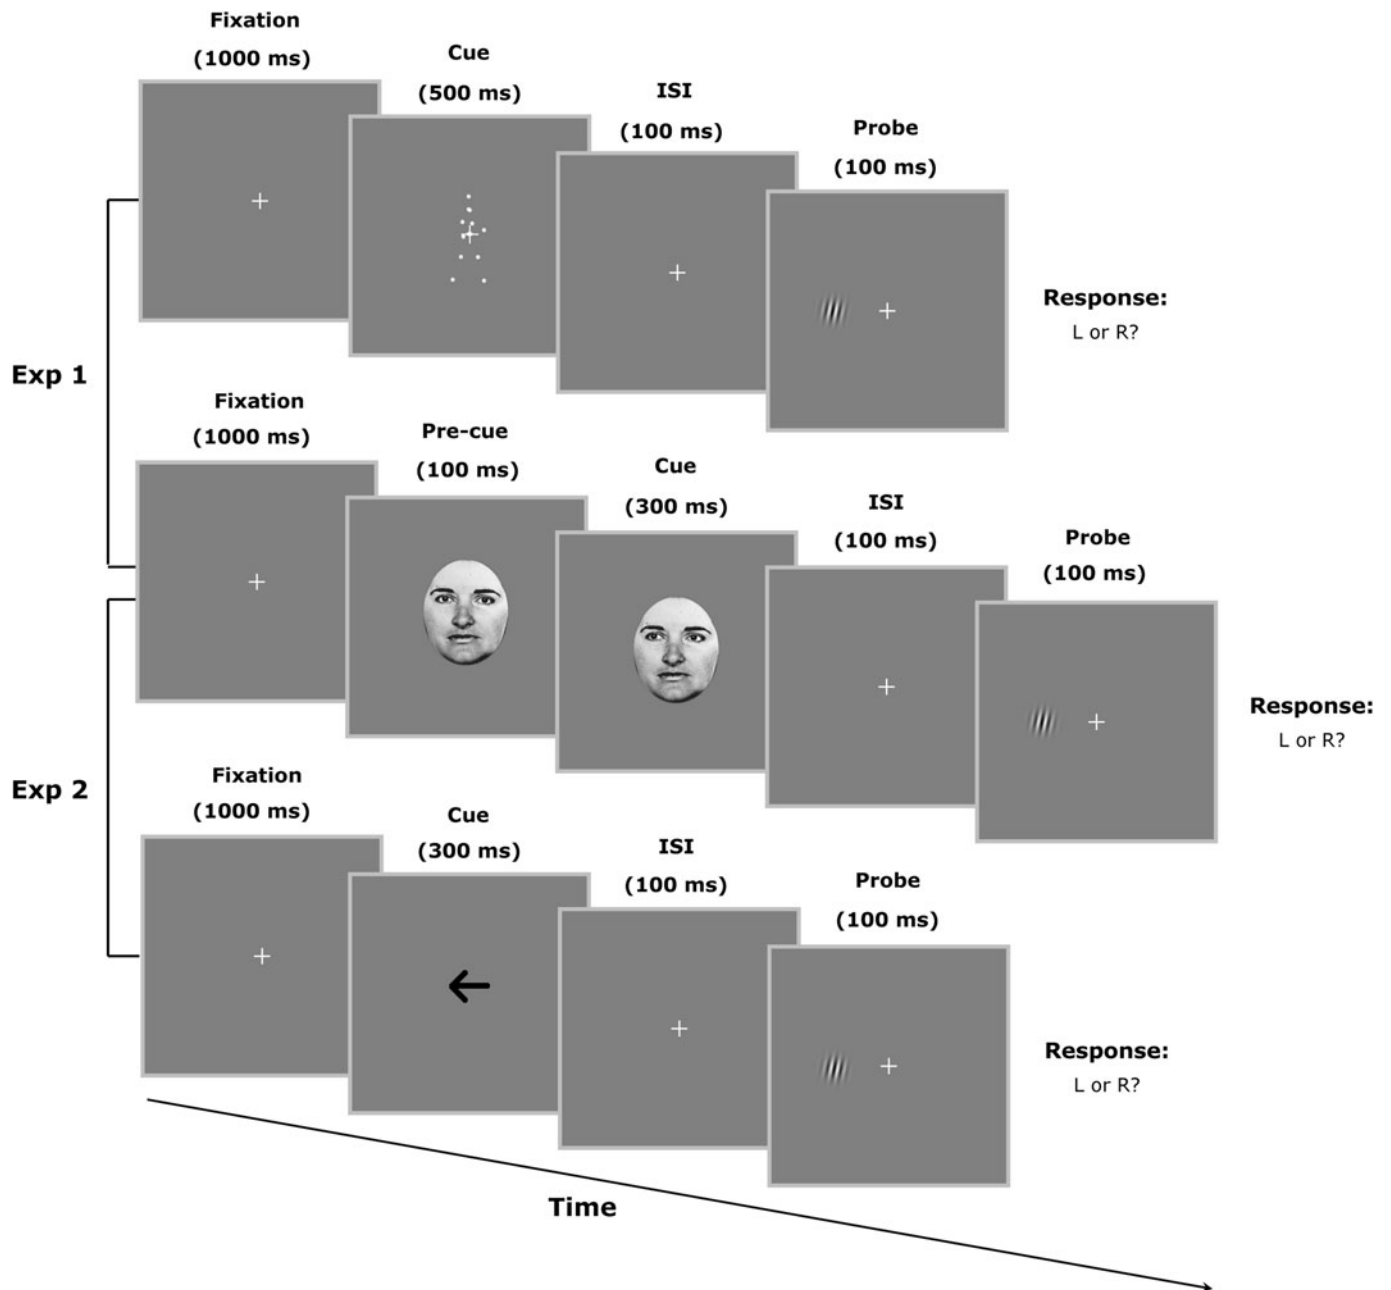 Fixation
(1000 ms)
Cue
(500 ms)
ISI
(100 ms)
Probe
(100 ms)
Response:
L or R?
Exp 1
Fixation
(1000 ms)
Pre-cue
(100 ms)
Cue
(300 ms)
ISI
(100 ms)
Probe
(100 ms)
Response:
L or R?
Exp 2
Fixation
(1000 ms)
Cue
(300 ms)
ISI
(100 ms)
Probe
(100 ms)
Response:
L or R?
Time